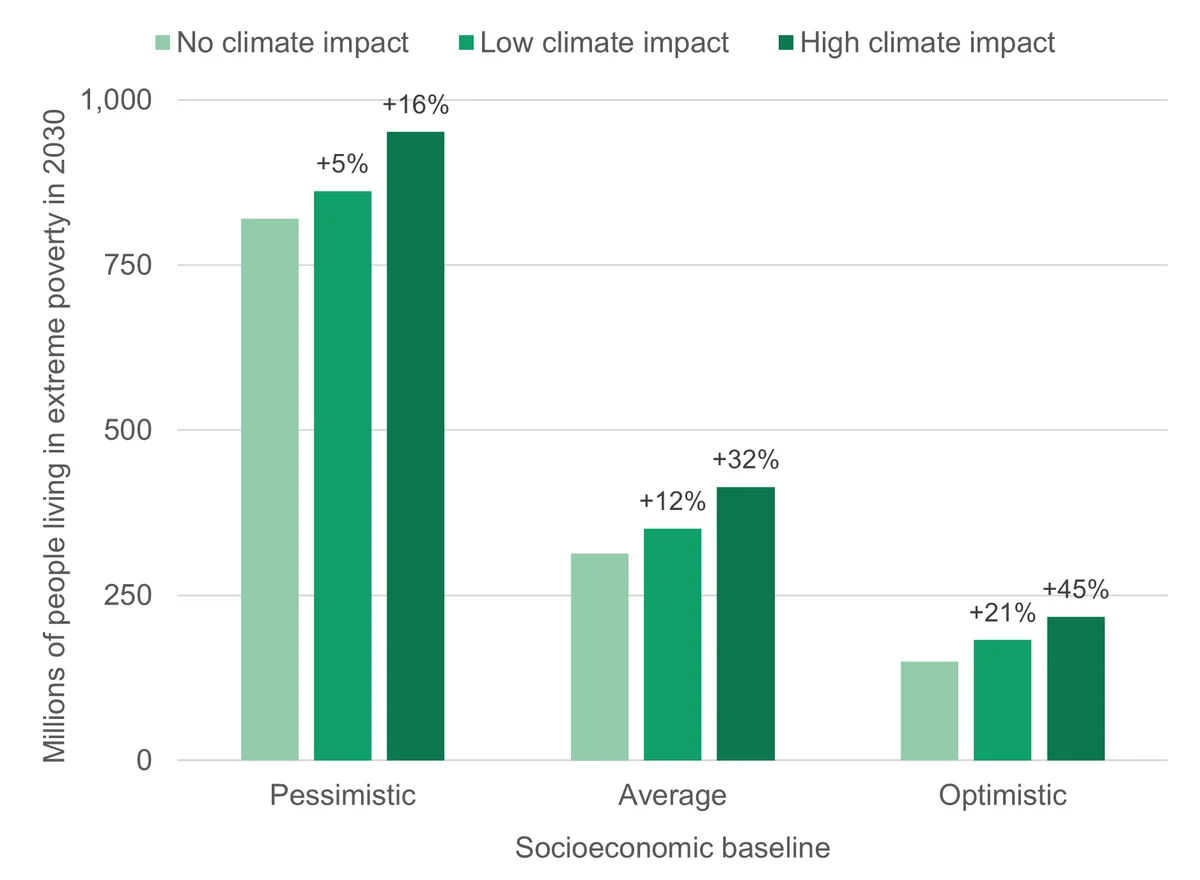 No climate impact Low climate impact High climate impact
Millions of people living in extreme poverty in 2030
1,000
750
500
250
0
+5%
+16%
+12%
+32%
+21%
+45%
Pessimistic Average Optimistic
Socioeconomic baseline